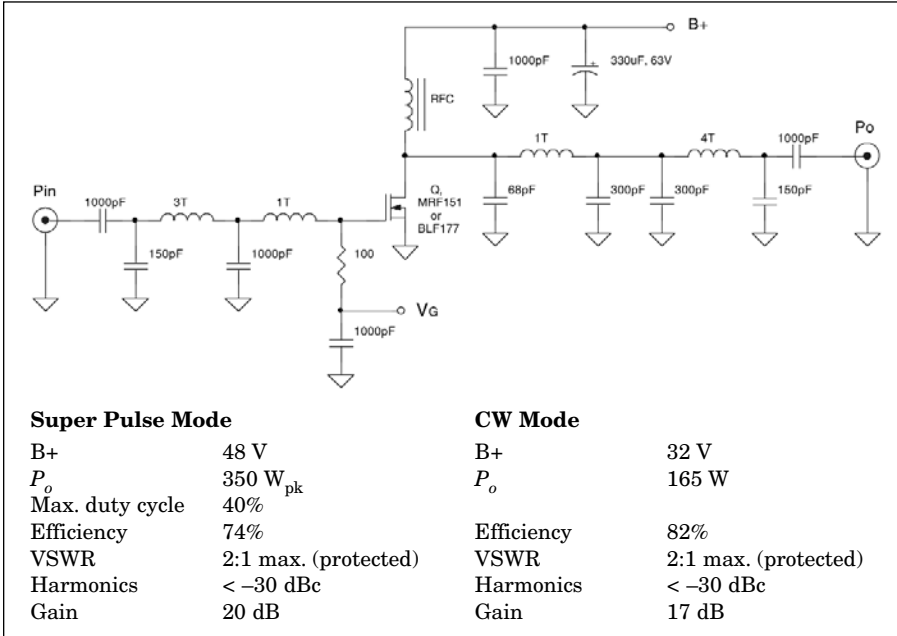 B+
1000pF
330uF, 63V
RFC
1T
4T
1000pF
Po
Pin
1000pF
3T
1T
Q,
MRF151
or
BLF177
68pF
300pF
300pF
150pF
150pF
1000pF
100
VG
1000pF
Super Pulse Mode
B+ 48 V
Po 350 Wpk
Max. duty cycle 40%
Efficiency 74%
VSWR 2:1 max. (protected)
Harmonics < –30 dBc
Gain 20 dB
CW Mode
B+ 32 V
Po 165 W
Efficiency 82%
VSWR 2:1 max. (protected)
Harmonics < –30 dBc
Gain 17 dB